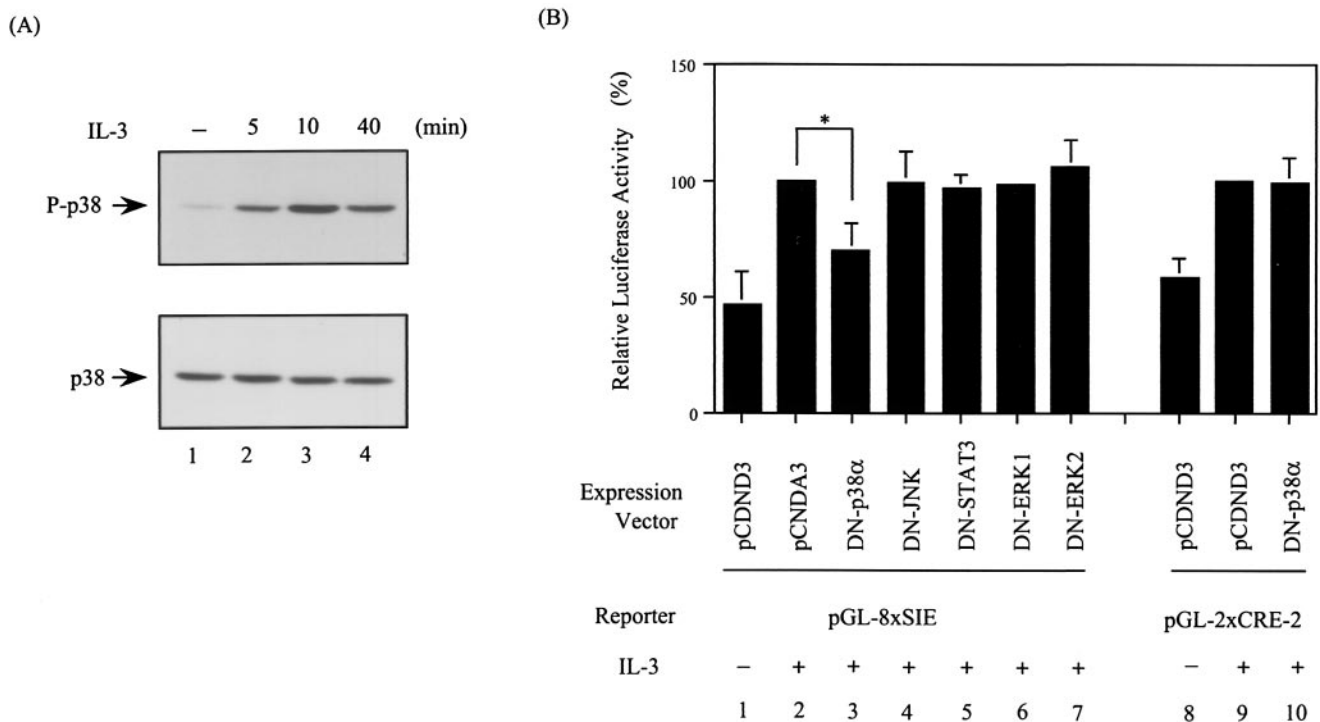 (A)
IL-3 – 5 10 40 (min)
P-p38
p38
1 2 3 4
(B)
Relative Luciferase Activity (%)
150
100
50
0
*
Expression
Vector
pCDND3
pCNDA3
DN-p38α
DN-JNK
DN-STAT3
DN-ERK1
DN-ERK2
pCDND3
pCDND3
DN-p38α
Reporter pGL-8xSIE pGL-2xCRE-2
IL-3 – + + + + + + – + +
1 2 3 4 5 6 7 8 9 10